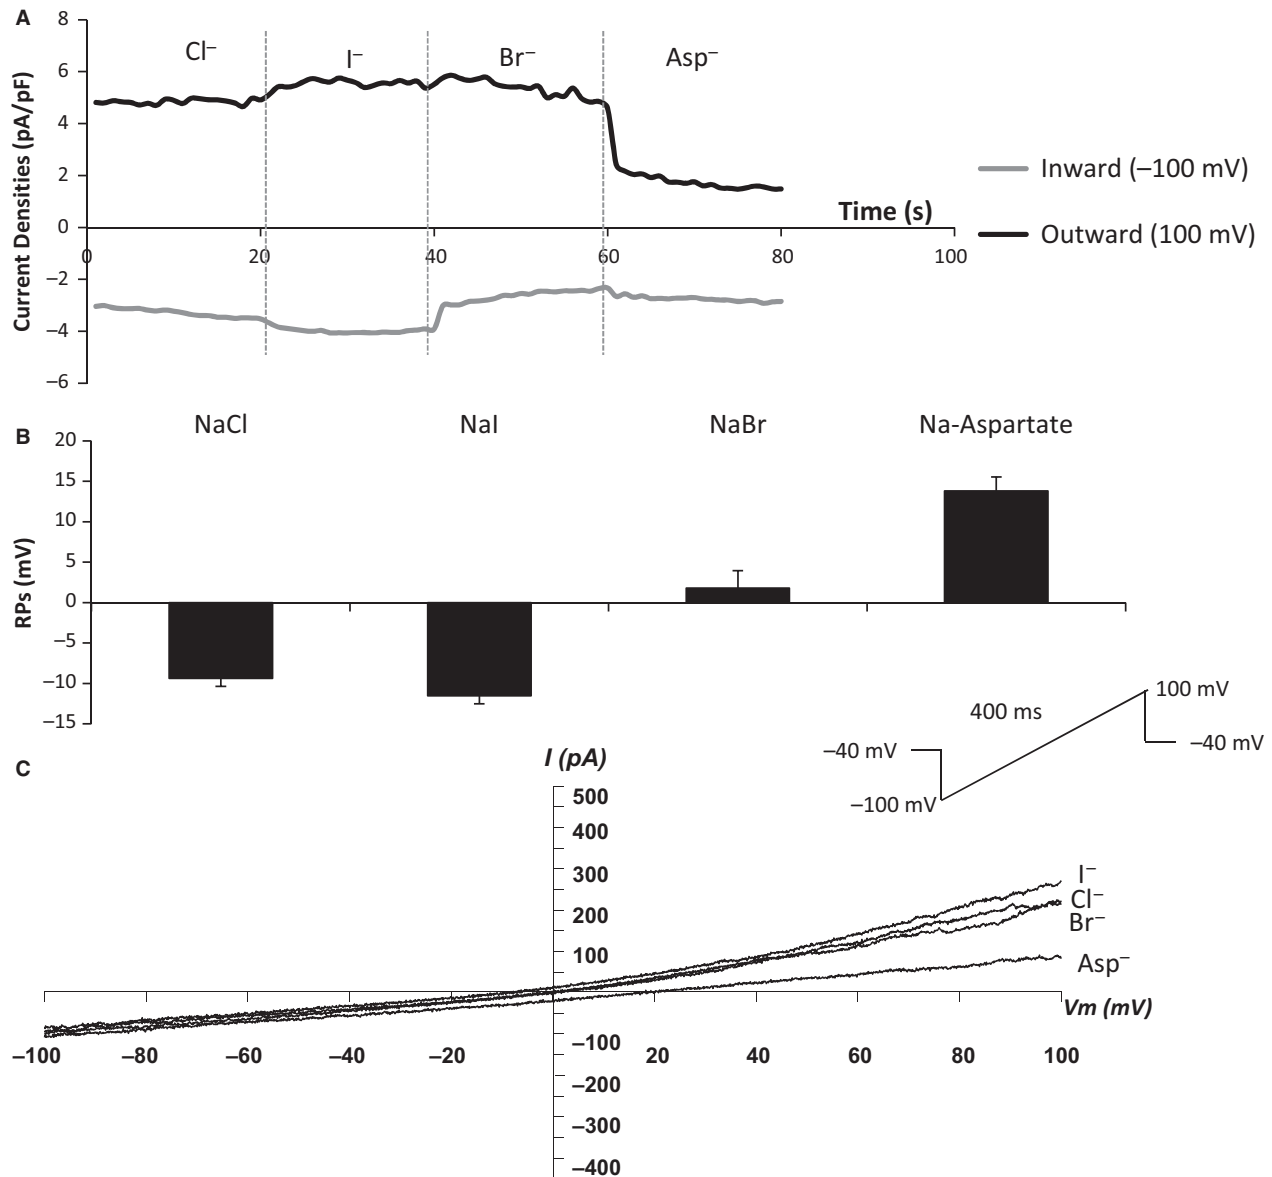 A
Current Densities (pA/pF)
8
6
4
2
0
−2
−4
−6
Cl− I− Br− Asp−
0 20 40 60 80 100
Time (s)
Inward (−100 mV)
Outward (100 mV)
B
RPs (mV)
20
15
10
5
0
−5
−10
−15
NaCl NaI NaBr Na-Aspartate
400 ms
100 mV
−40 mV
−40 mV
−100 mV
C
I (pA)
500
400
300
200
100
−100
−200
−300
−400
I−
Cl−
Br−
Asp−
Vm (mV)
−100 −80 −60 −40 −20 20 40 60 80 100